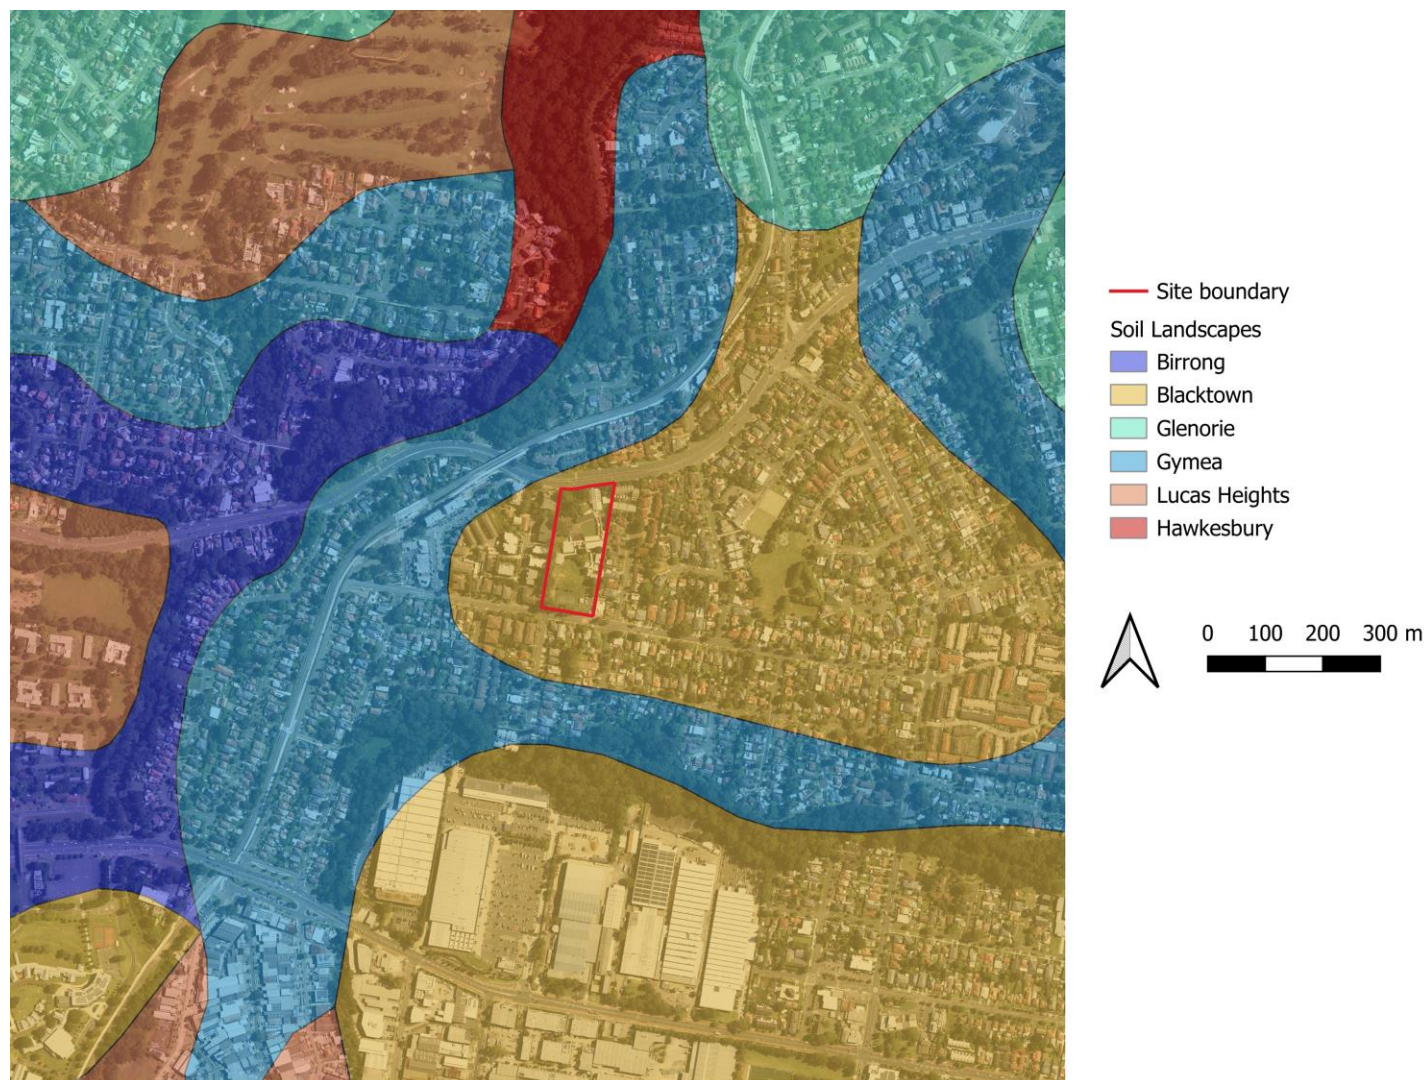 Site boundary
Soil Landscapes
Birrong
Blacktown
Glenorie
Gymea
Lucas Heights
Hawkesbury
0 100 200 300 m